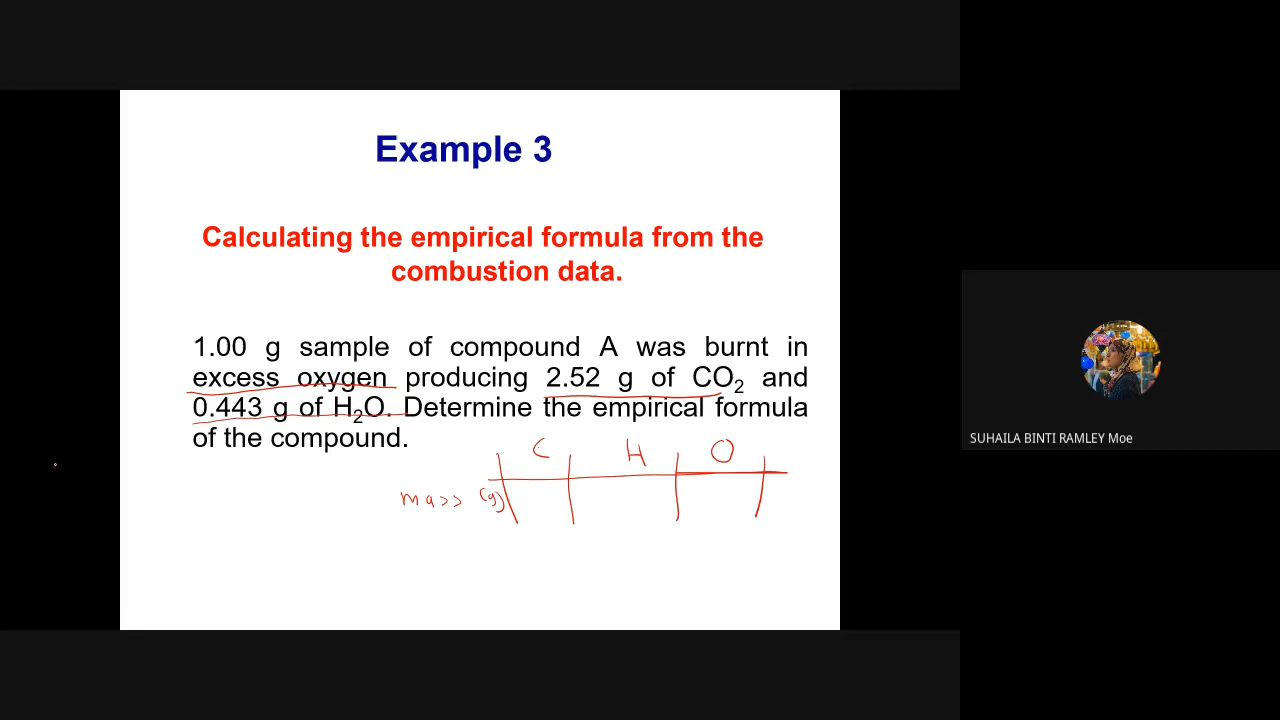 Example 3
Calculating the empirical formula from the
combustion data.
1.00 g sample of compound A was burnt in
excess oxygen producing 2.52 g of CO₂ and
0.443 g of H₂O. Determine the empirical formula
of the compound.
C H O
mass (g)
SUHAILA BINTI RAMLEY Moe